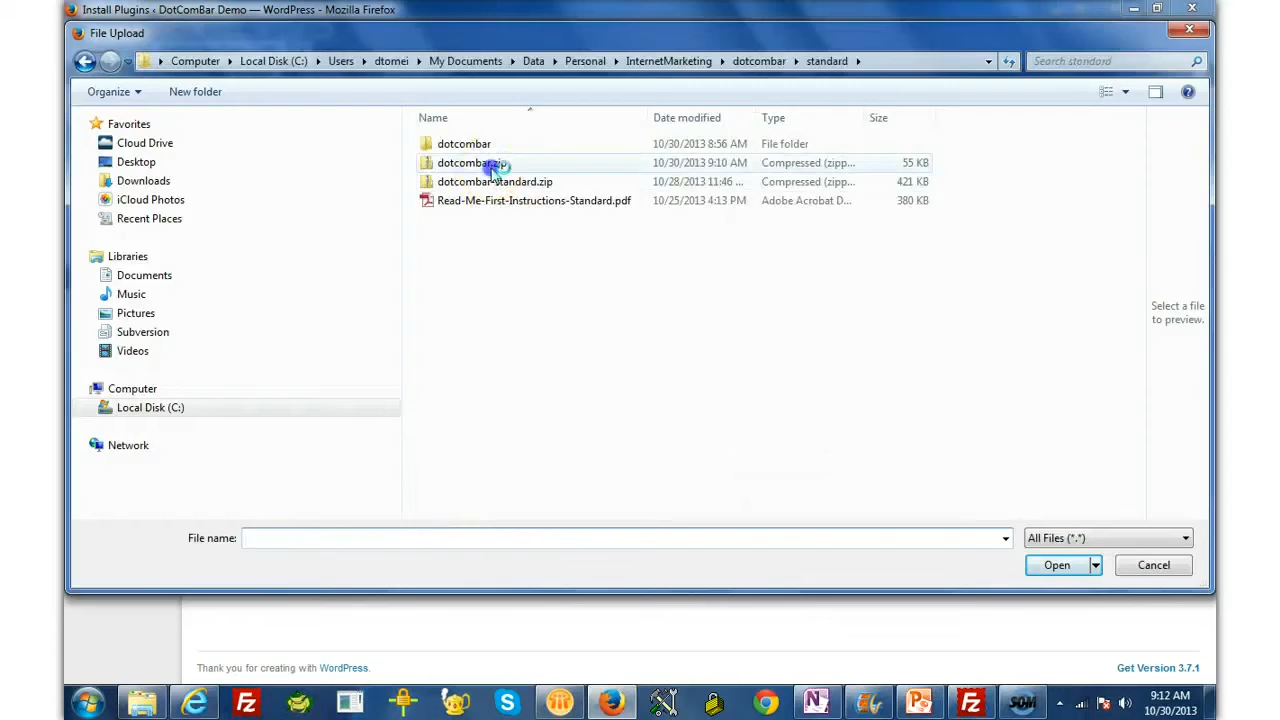 Install Plugins ‹ DotComBar Demo — WordPress - Mozilla Firefox
File Upload
Computer Local Disk (C:) Users dtomei My Documents Data Personal InternetMarketing dotcombar standard
Search standard
Organize New folder
Name Date modified Type Size
Favorites
Cloud Drive
Desktop
Downloads
iCloud Photos
Recent Places
Libraries
Documents
Music
Pictures
Subversion
Videos
Computer
Local Disk (C:)
Network
dotcombar 10/30/2013 8:56 AM File folder
dotcombar.zip 10/30/2013 9:10 AM Compressed (zipp... 55 KB
dotcombar-standard.zip 10/28/2013 11:46 ... Compressed (zipp... 421 KB
Read-Me-First-Instructions-Standard.pdf 10/25/2013 4:13 PM Adobe Acrobat D... 380 KB
Select a file
to preview.
File name: All Files (*.*)
Open Cancel
Thank you for creating with WordPress. Get Version 3.7.1
9:12 AM
10/30/2013